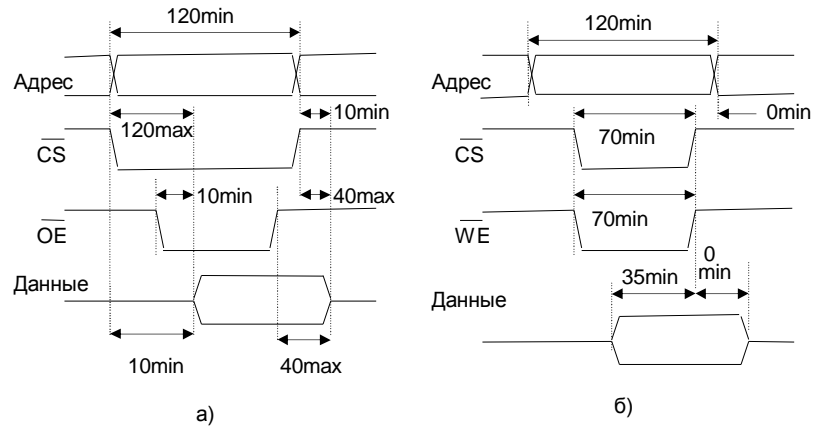 120min
Адрес
120max
10min
CS
10min
40max
OE
Данные
10min
40max
а)
120min
Адрес
0min
CS
70min
WE
70min
0
min
35min
Данные
б)